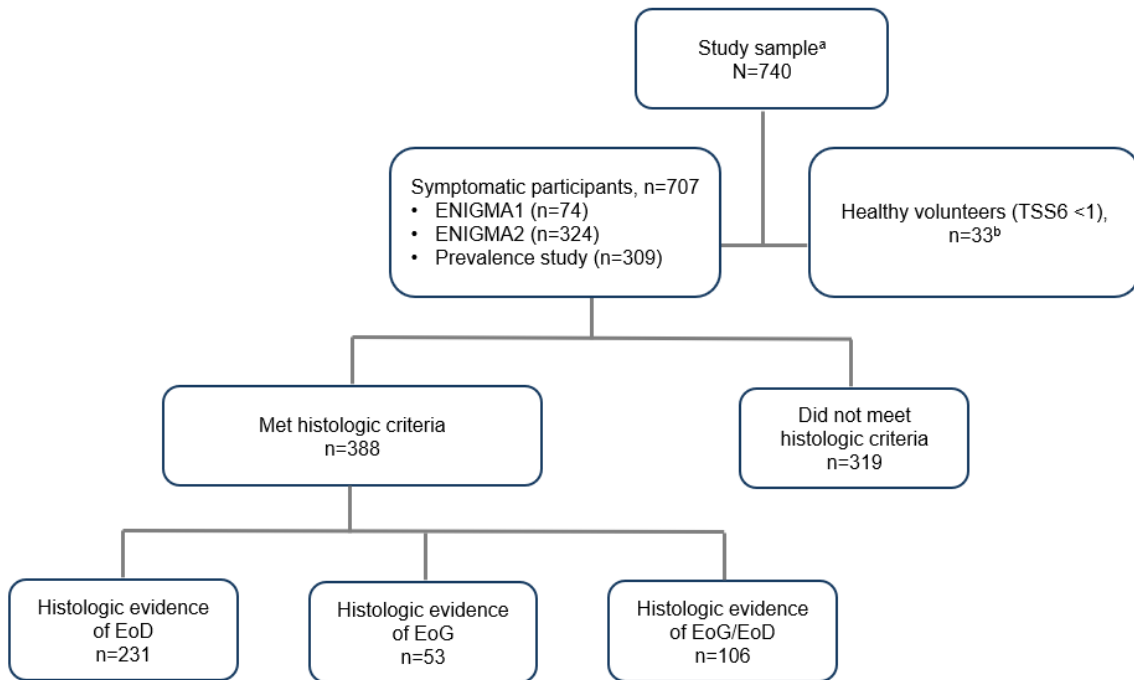 Study sampleᵃ
N=740
Symptomatic participants, n=707
• ENIGMA1 (n=74)
• ENIGMA2 (n=324)
• Prevalence study (n=309)
Healthy volunteers (TSS6 <1),
n=33ᵇ
Met histologic criteria
n=388
Did not meet
histologic criteria
n=319
Histologic evidence
of EoD
n=231
Histologic evidence
of EoG
n=53
Histologic evidence
of EoG/EoD
n=106